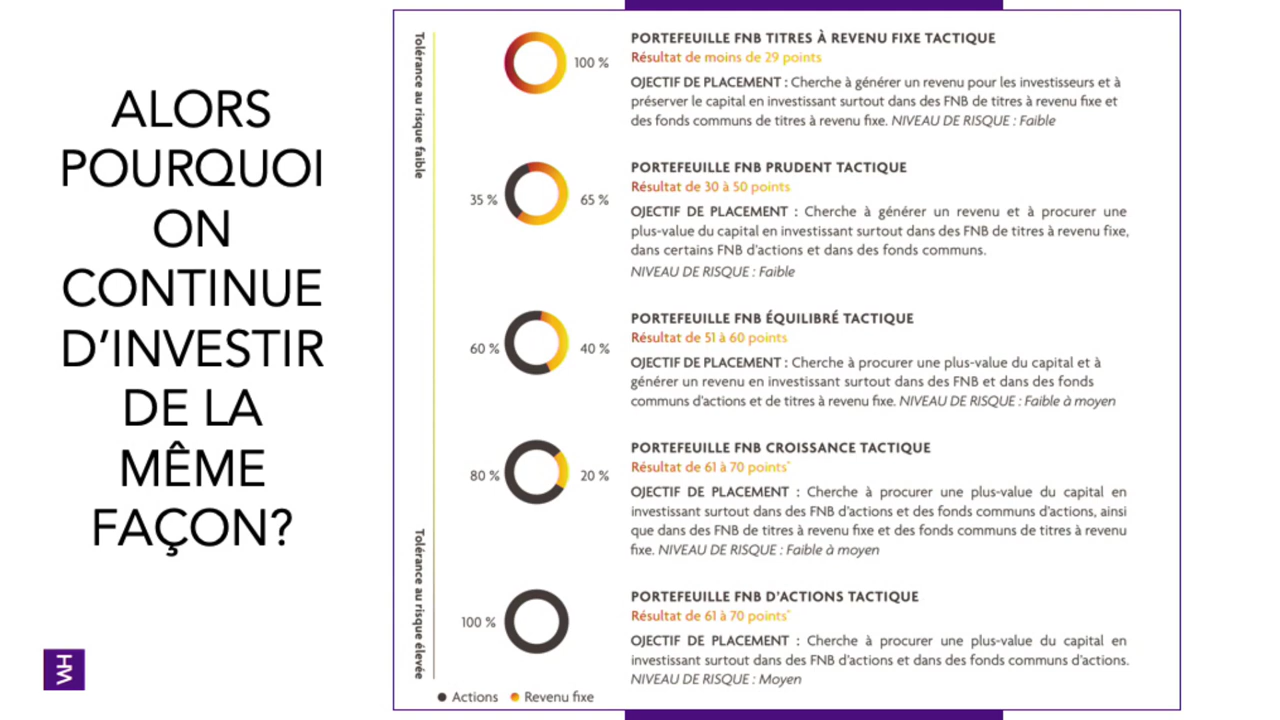 ALORS
POURQUOI
ON
CONTINUE
D’INVESTIR
DE LA
MÊME
FAÇON?
WH
Tolérance au risque faible
Tolérance au risque élevée
100 %
PORTEFEUILLE FNB TITRES À REVENU FIXE TACTIQUE
Résultat de moins de 29 points
OJECTIF DE PLACEMENT : Cherche à générer un revenu pour les investisseurs et à
préserver le capital en investissant surtout dans des FNB de titres à revenu fixe et
des fonds communs de titres à revenu fixe. NIVEAU DE RISQUE : Faible
35 %
65 %
PORTEFEUILLE FNB PRUDENT TACTIQUE
Résultat de 30 à 50 points
OJECTIF DE PLACEMENT : Cherche à générer un revenu et à procurer une
plus-value du capital en investissant surtout dans des FNB de titres à revenu fixe,
dans certains FNB d’actions et dans des fonds communs.
NIVEAU DE RISQUE : Faible
60 %
40 %
PORTEFEUILLE FNB ÉQUILIBRÉ TACTIQUE
Résultat de 51 à 60 points
OJECTIF DE PLACEMENT : Cherche à procurer une plus-value du capital et à
générer un revenu en investissant surtout dans des FNB et dans des fonds
communs d’actions et de titres à revenu fixe. NIVEAU DE RISQUE : Faible à moyen
80 %
20 %
PORTEFEUILLE FNB CROISSANCE TACTIQUE
Résultat de 61 à 70 points*
OJECTIF DE PLACEMENT : Cherche à procurer une plus-value du capital en
investissant surtout dans des FNB d’actions et des fonds communs d’actions, ainsi
que dans des FNB de titres à revenu fixe et des fonds communs de titres à revenu
fixe. NIVEAU DE RISQUE : Faible à moyen
100 %
PORTEFEUILLE FNB D’ACTIONS TACTIQUE
Résultat de 61 à 70 points*
OJECTIF DE PLACEMENT : Cherche à procurer une plus-value du capital en
investissant surtout dans des FNB d’actions et dans des fonds communs d’actions.
NIVEAU DE RISQUE : Moyen
Actions
Revenu fixe